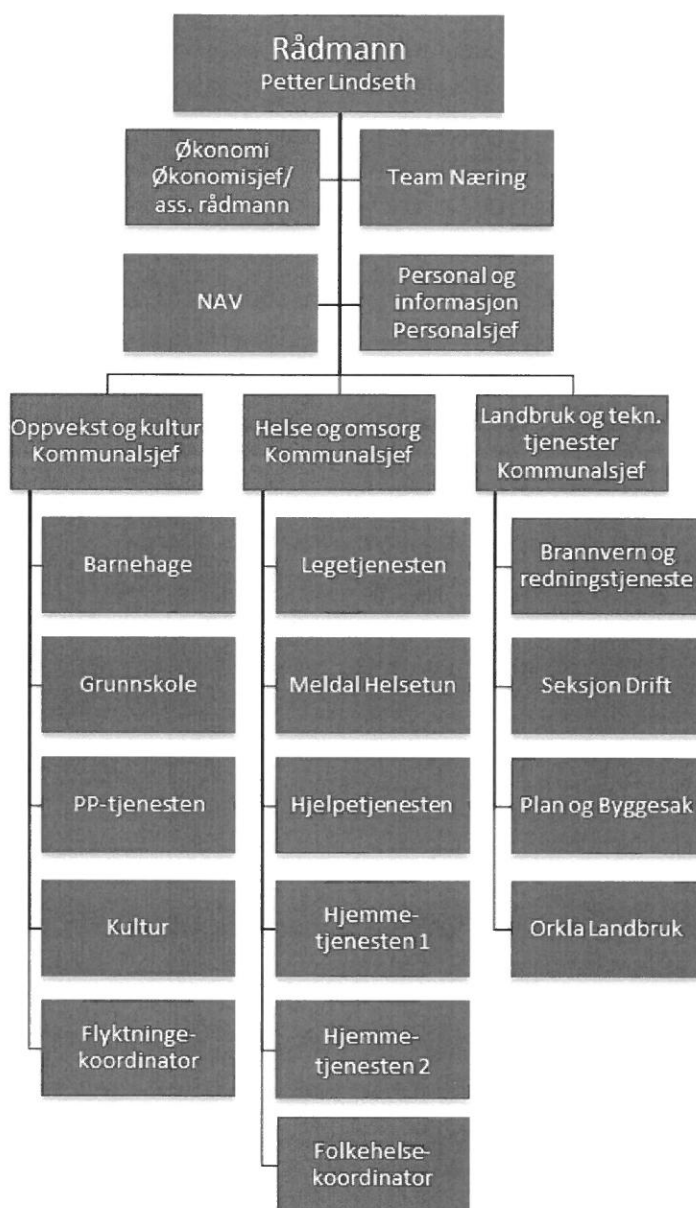 Rådmann
Petter Lindseth
Økonomi
Økonomisjef/
ass. rådmann
Team Næring
NAV
Personal og
informasjon
Personalsjef
Oppvekst og kultur
Kommunalsjef
Barnehage
Grunnskole
PP-tjenesten
Kultur
Flyktninge-
koordinator
Helse og omsorg
Kommunalsjef
Legetjenesten
Meldal Helsetun
Hjelpetjenesten
Hjemme-
tjenesten 1
Hjemme-
tjenesten 2
Folkehelse-
koordinator
Landbruk og tekn.
tjenester
Kommunalsjef
Brannvern og
redningstjeneste
Seksjon Drift
Plan og Byggesak
Orkla Landbruk